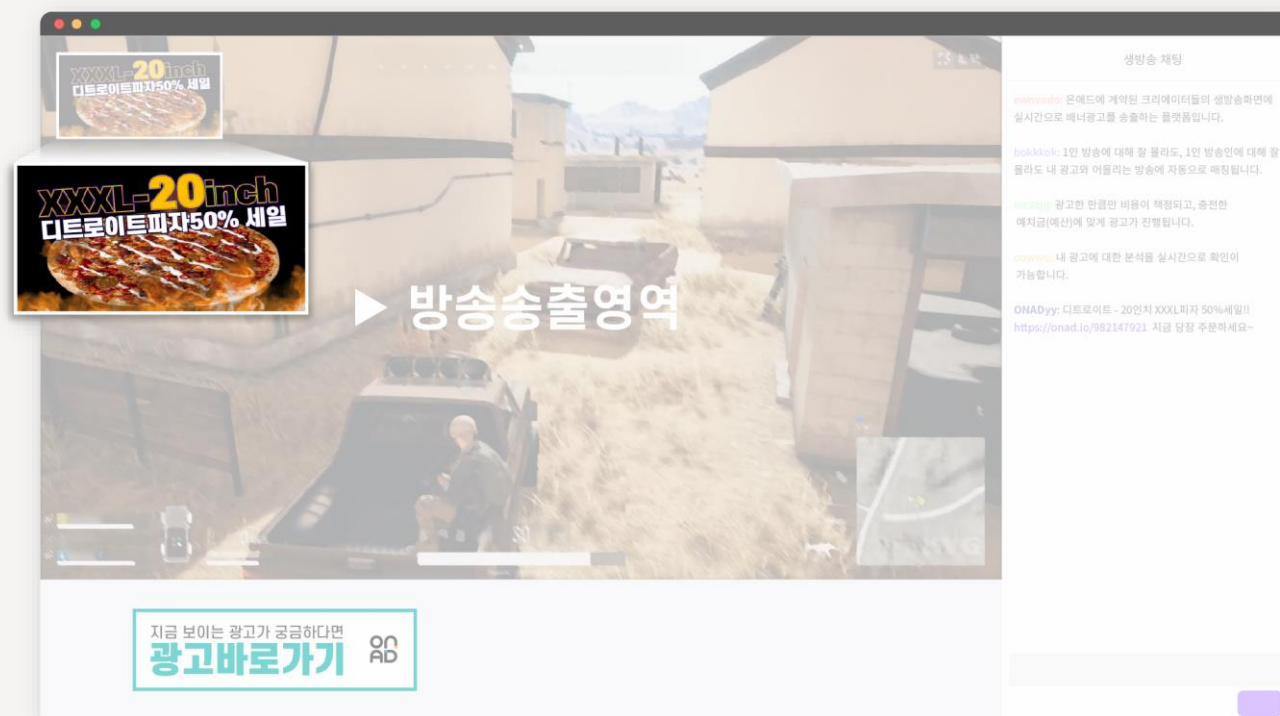 XXXL-20inch
디트로이트피자50% 세일
XXXL-20inch
디트로이트피자50% 세일
▶ 방송송출영역
지금 보이는 광고가 궁금하다면
광고바로가기
ON
AD
생방송 채팅
온애드에 계약된 크리에이터들의 생방송화면에
실시간으로 배너광고를 송출하는 플랫폼입니다.
bokkkok: 1인 방송에 대해 잘 몰라도, 1인 방송인에 대해 잘
몰라도 내 광고와 어울리는 방송에 자동으로 매칭됩니다.
광고한 만큼만 비용이 책정되고, 충전한
예치금(예산)에 맞게 광고가 진행됩니다.
내 광고에 대한 분석을 실시간으로 확인이
가능합니다.
ONADyy: 디트로이트 - 20인치 XXXL피자 50%세일!!
https://onad.io/982147921 지금 당장 주문하세요~